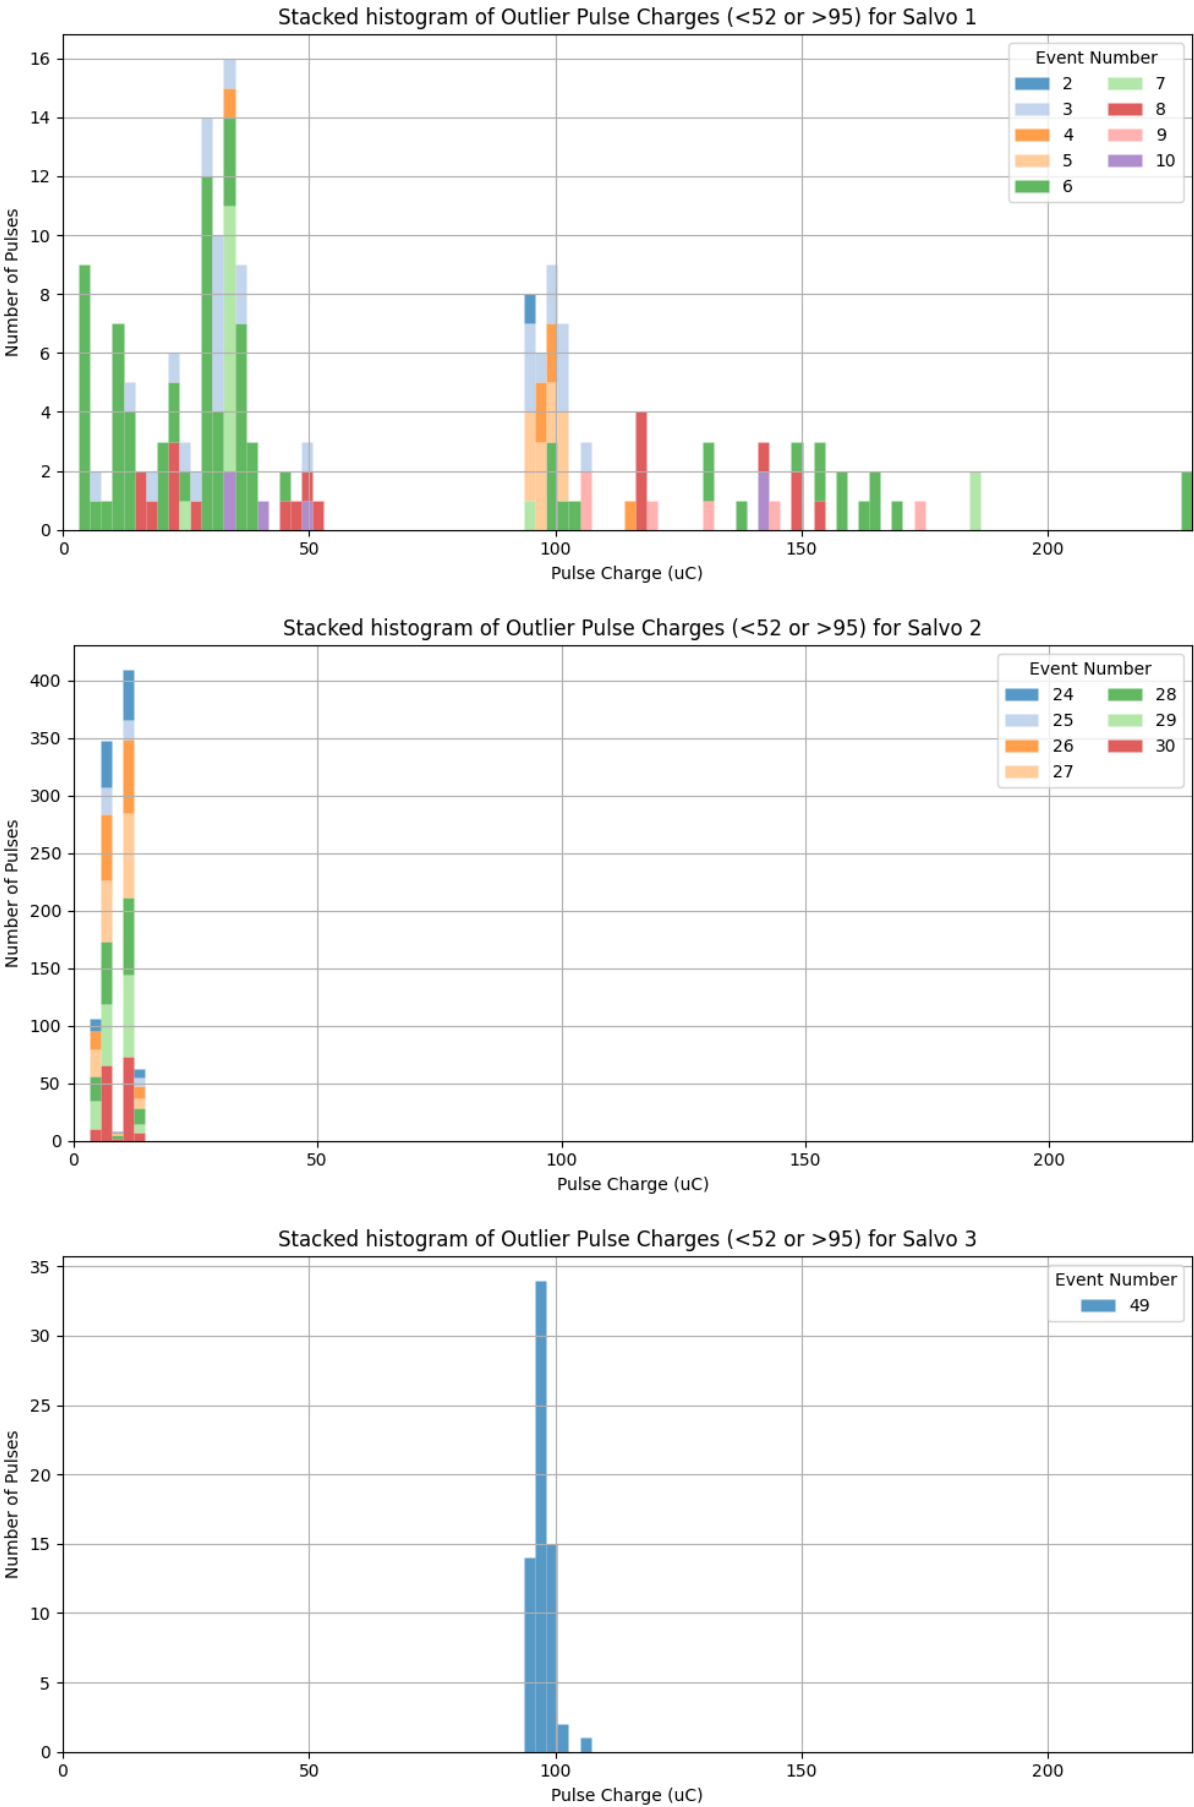 Stacked histogram of Outlier Pulse Charges (<52 or >95) for Salvo 1
Number of Pulses
16
14
12
10
8
6
4
2
0
0 50 100 150 200
Pulse Charge (uC)
Event Number
2 7
3 8
4 9
5 10
6
Stacked histogram of Outlier Pulse Charges (<52 or >95) for Salvo 2
Number of Pulses
400
350
300
250
200
150
100
50
0
0 50 100 150 200
Pulse Charge (uC)
Event Number
24 28
25 29
26 30
27
Stacked histogram of Outlier Pulse Charges (<52 or >95) for Salvo 3
Number of Pulses
35
30
25
20
15
10
5
0
0 50 100 150 200
Pulse Charge (uC)
Event Number
49